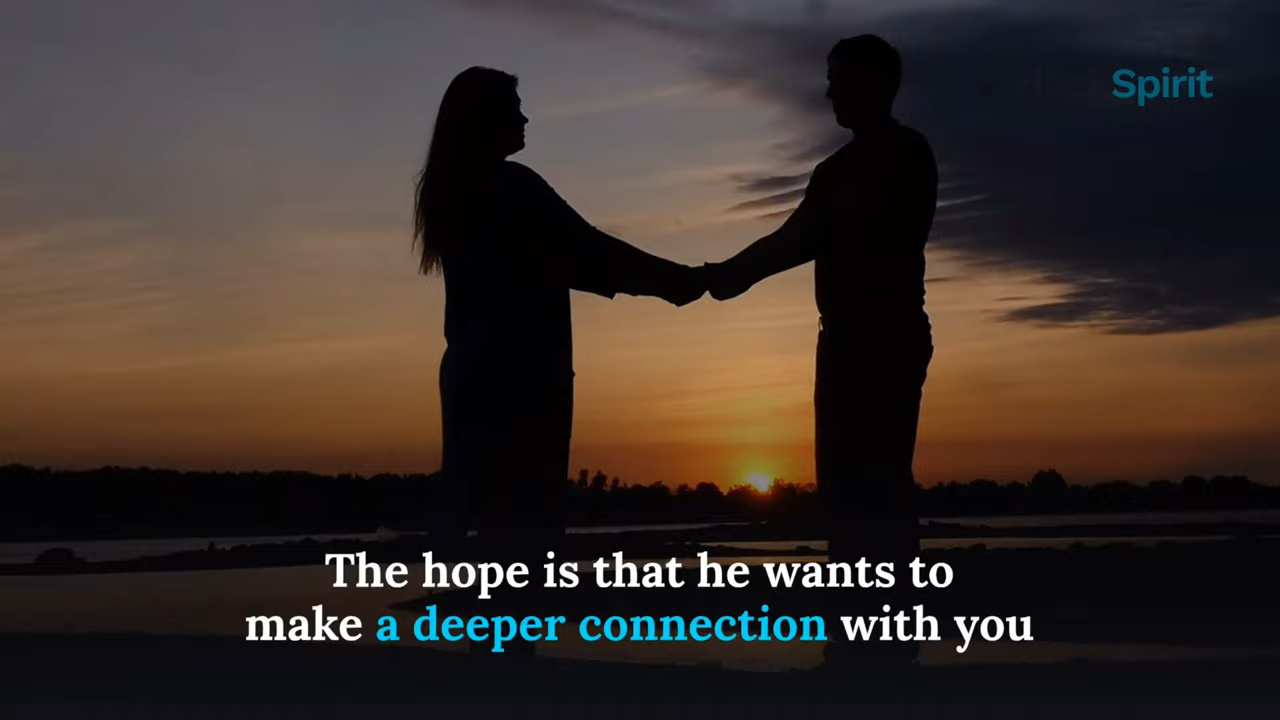 Spirit
The hope is that he wants to
make a deeper connection with you